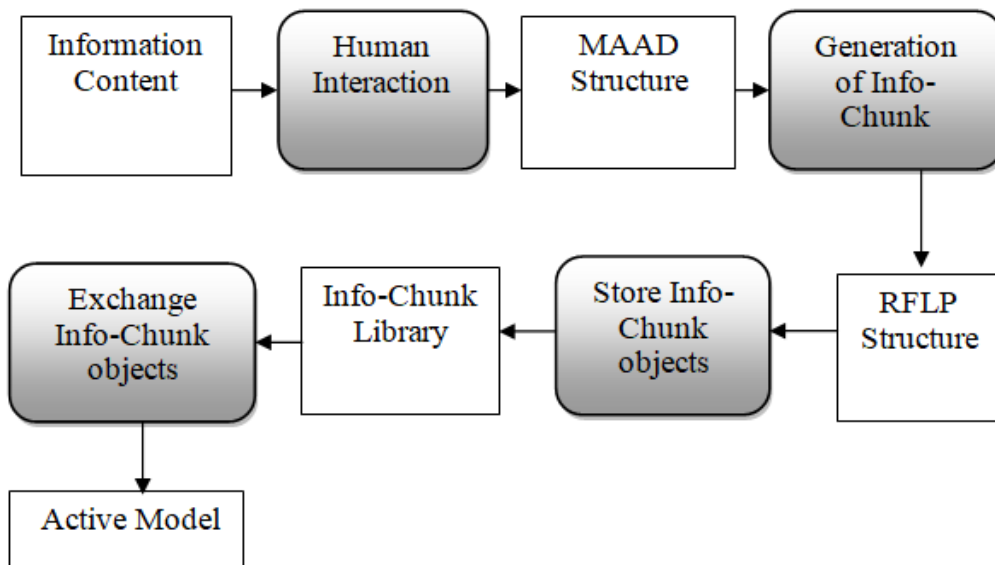 Information
Content
Human
Interaction
MAAD
Structure
Generation
of Info-
Chunk
RFLP
Structure
Store Info-
Chunk
objects
Info-Chunk
Library
Exchange
Info-Chunk
objects
Active Model